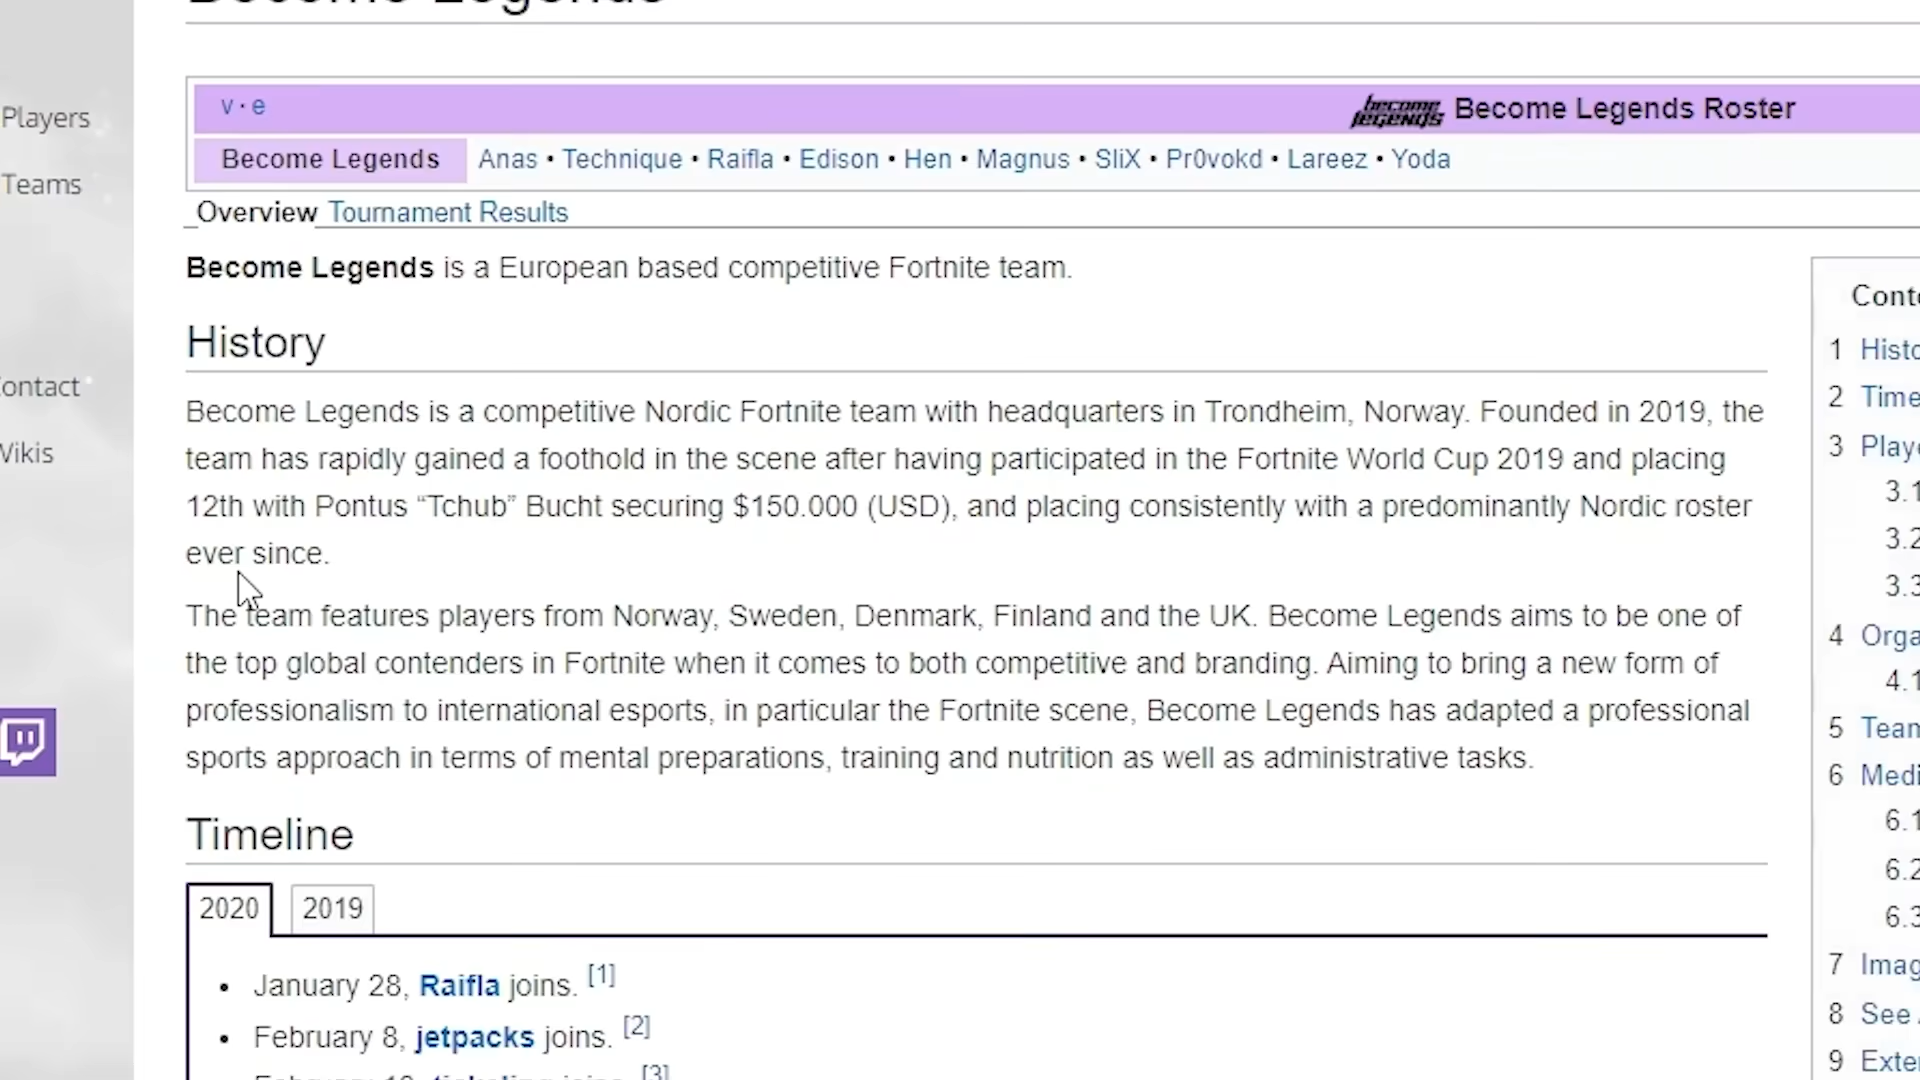 Become Legends
Players
Teams
Contact
Wikis
v · e
become legends Become Legends Roster
Become Legends Anas • Technique • Raifla • Edison • Hen • Magnus • SliX • Pr0vokd • Lareez • Yoda
Overview Tournament Results
Become Legends is a European based competitive Fortnite team.
History
Become Legends is a competitive Nordic Fortnite team with headquarters in Trondheim, Norway. Founded in 2019, the
team has rapidly gained a foothold in the scene after having participated in the Fortnite World Cup 2019 and placing
12th with Pontus “Tchub” Bucht securing $150.000 (USD), and placing consistently with a predominantly Nordic roster
ever since.
The team features players from Norway, Sweden, Denmark, Finland and the UK. Become Legends aims to be one of
the top global contenders in Fortnite when it comes to both competitive and branding. Aiming to bring a new form of
professionalism to international esports, in particular the Fortnite scene, Become Legends has adapted a professional
sports approach in terms of mental preparations, training and nutrition as well as administrative tasks.
Timeline
2020 2019
• January 28, Raifla joins. [1]
• February 8, jetpacks joins. [2]
[3]
Conte
1 Histo
2 Time
3 Playe
3.1
3.2
3.3
4 Orga
4.1
5 Team
6 Medi
6.1
6.2
6.3
7 Imag
8 See
9 Exter